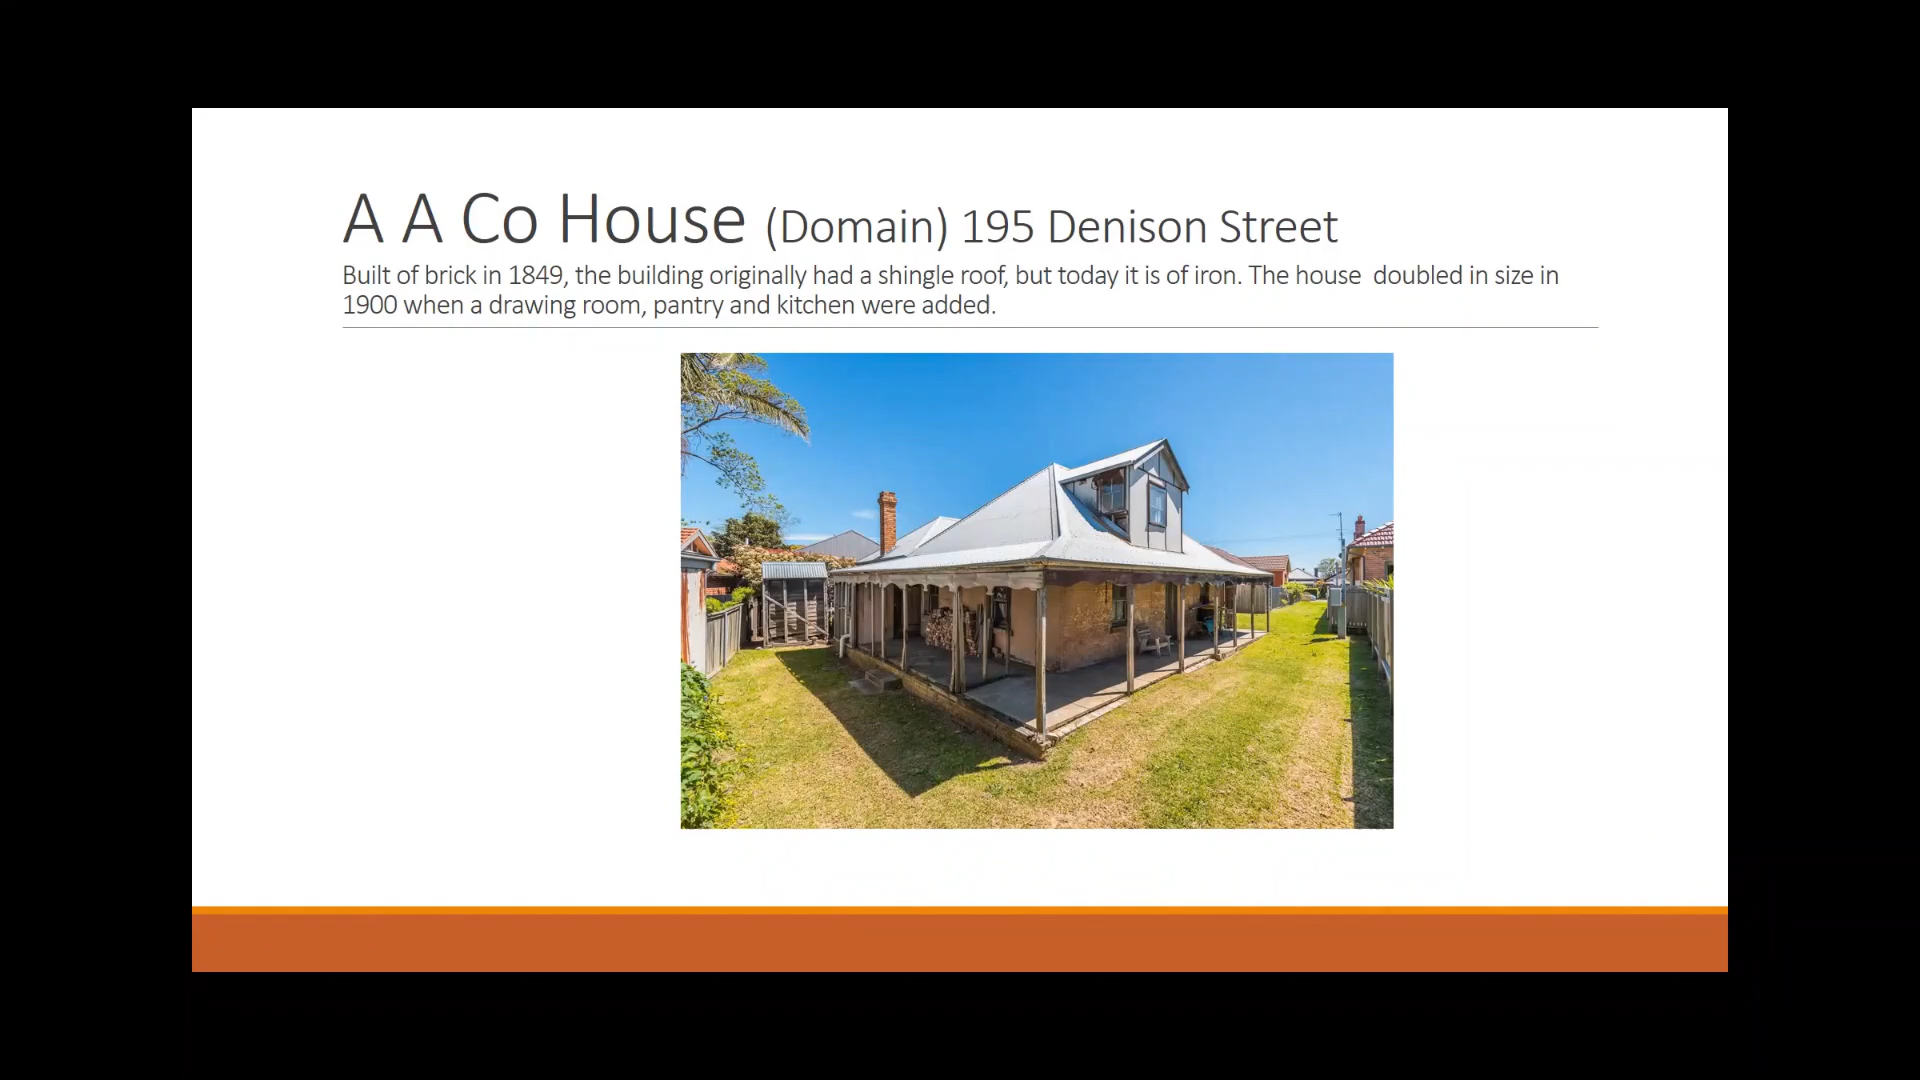 A A Co House (Domain) 195 Denison Street
Built of brick in 1849, the building originally had a shingle roof, but today it is of iron. The house  doubled in size in
1900 when a drawing room, pantry and kitchen were added.